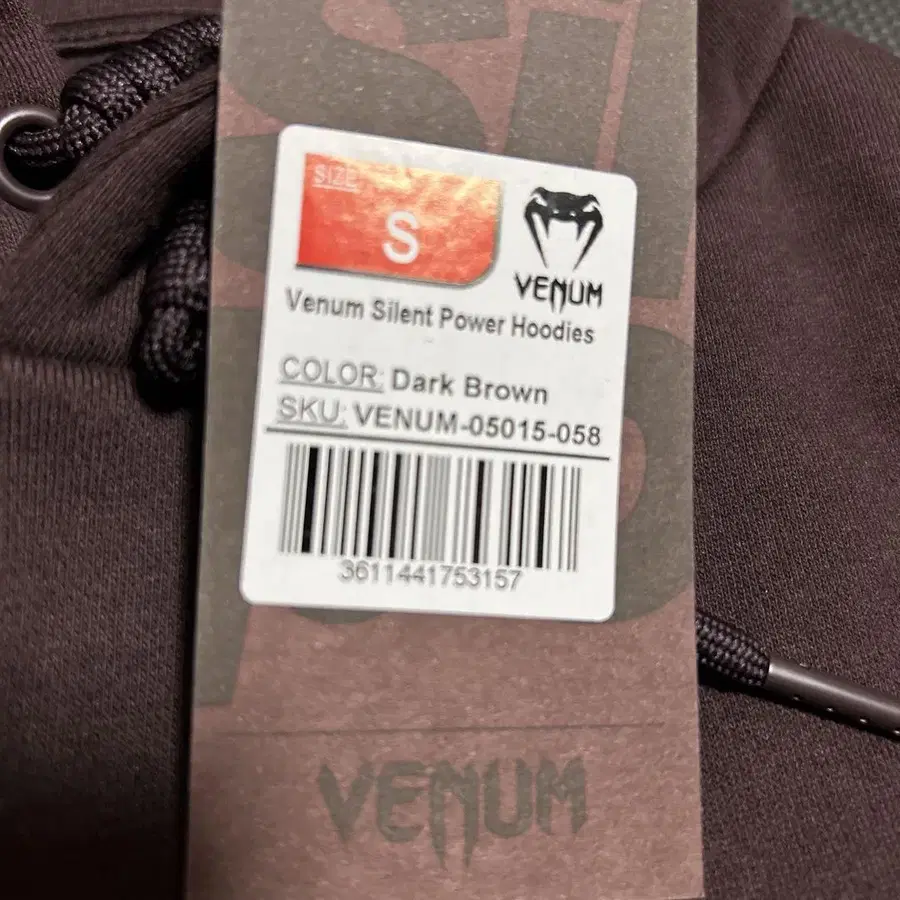 SIZE
S
VENUM
Venum Silent Power Hoodies
COLOR: Dark Brown
SKU: VENUM-05015-058
3611441753157
VENUM